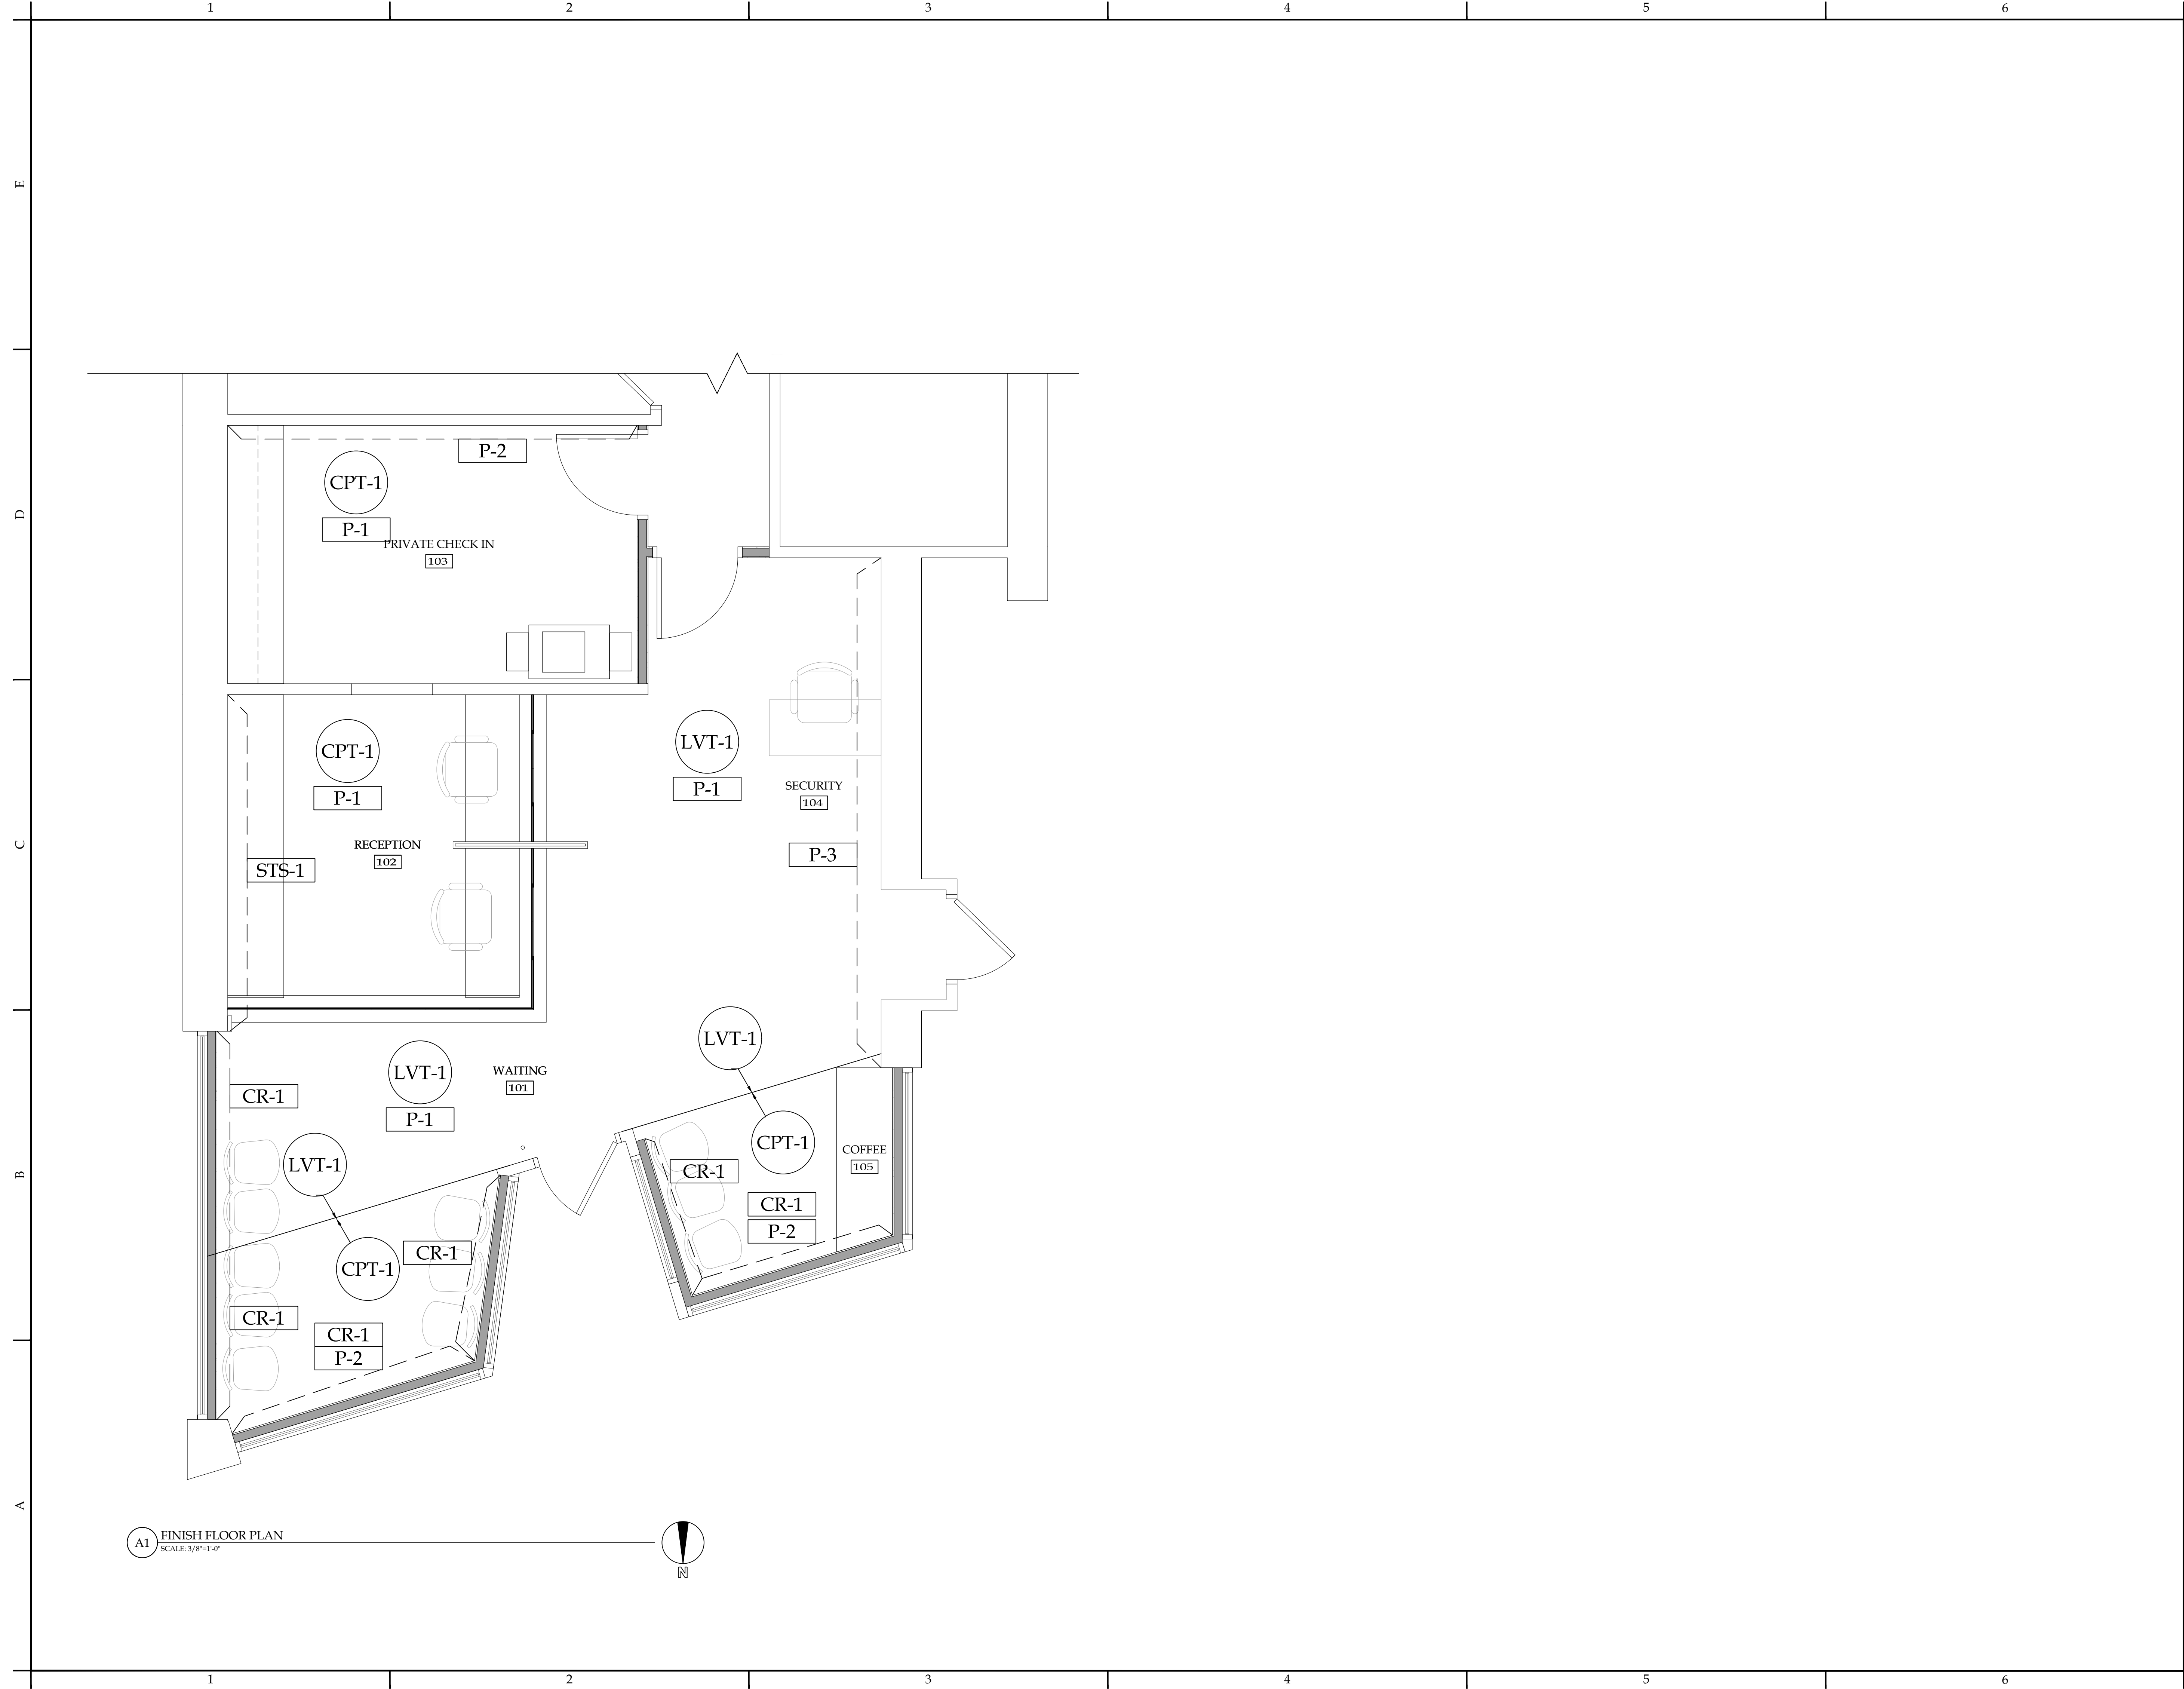 1 2 3 4 5 6
E
D
C
B
A
P-2
CPT-1
P-1
PRIVATE CHECK IN
103
CPT-1
P-1
RECEPTION
102
STS-1
LVT-1
P-1
SECURITY
104
P-3
LVT-1
P-1
WAITING
101
CR-1
LVT-1
CPT-1
CR-1
CR-1
CR-1
P-2
LVT-1
CPT-1
COFFEE
105
CR-1
CR-1
P-2
A1
FINISH FLOOR PLAN
SCALE: 3/8"=1'-0"
N
1 2 3 4 5 6